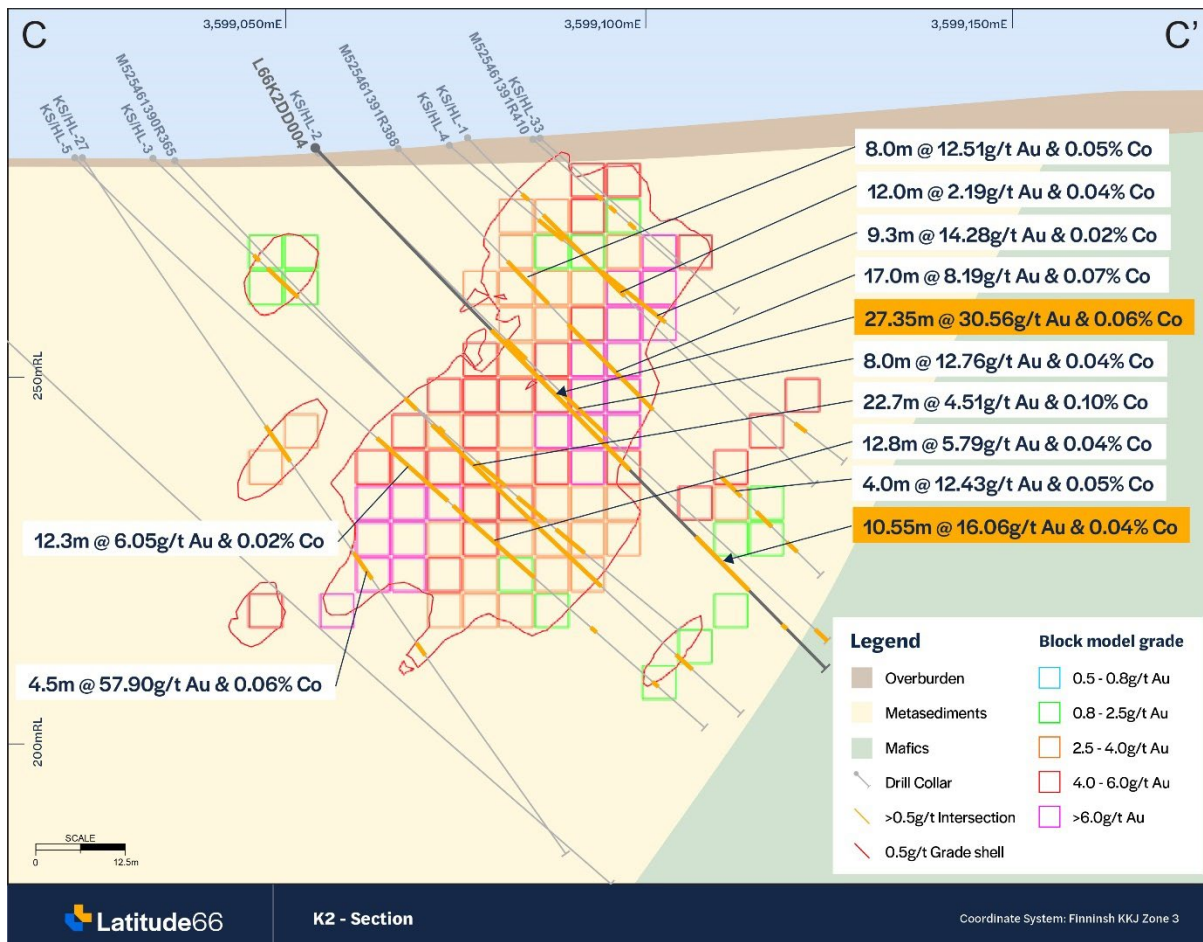 C
3,599,050mE
3,599,100mE
3,599,150mE
C'
KS/HL-5
KS/HL-27
KS/HL-3
M525461390R365
L66K2DD004
KS/HL-2
M525461391R388
KS/HL-4
KS/HL-1
M525461391R410
KS/HL-33
8.0m @ 12.51g/t Au & 0.05% Co
12.0m @ 2.19g/t Au & 0.04% Co
9.3m @ 14.28g/t Au & 0.02% Co
17.0m @ 8.19g/t Au & 0.07% Co
27.35m @ 30.56g/t Au & 0.06% Co
8.0m @ 12.76g/t Au & 0.04% Co
22.7m @ 4.51g/t Au & 0.10% Co
12.8m @ 5.79g/t Au & 0.04% Co
4.0m @ 12.43g/t Au & 0.05% Co
10.55m @ 16.06g/t Au & 0.04% Co
250mRL
12.3m @ 6.05g/t Au & 0.02% Co
4.5m @ 57.90g/t Au & 0.06% Co
200mRL
Legend
Overburden
Metasediments
Mafics
Drill Collar
>0.5g/t Intersection
0.5g/t Grade shell
Block model grade
0.5 - 0.8g/t Au
0.8 - 2.5g/t Au
2.5 - 4.0g/t Au
4.0 - 6.0g/t Au
>6.0g/t Au
SCALE
0 12.5m
Latitude66
K2 - Section
Coordinate System: Finninsh KKJ Zone 3